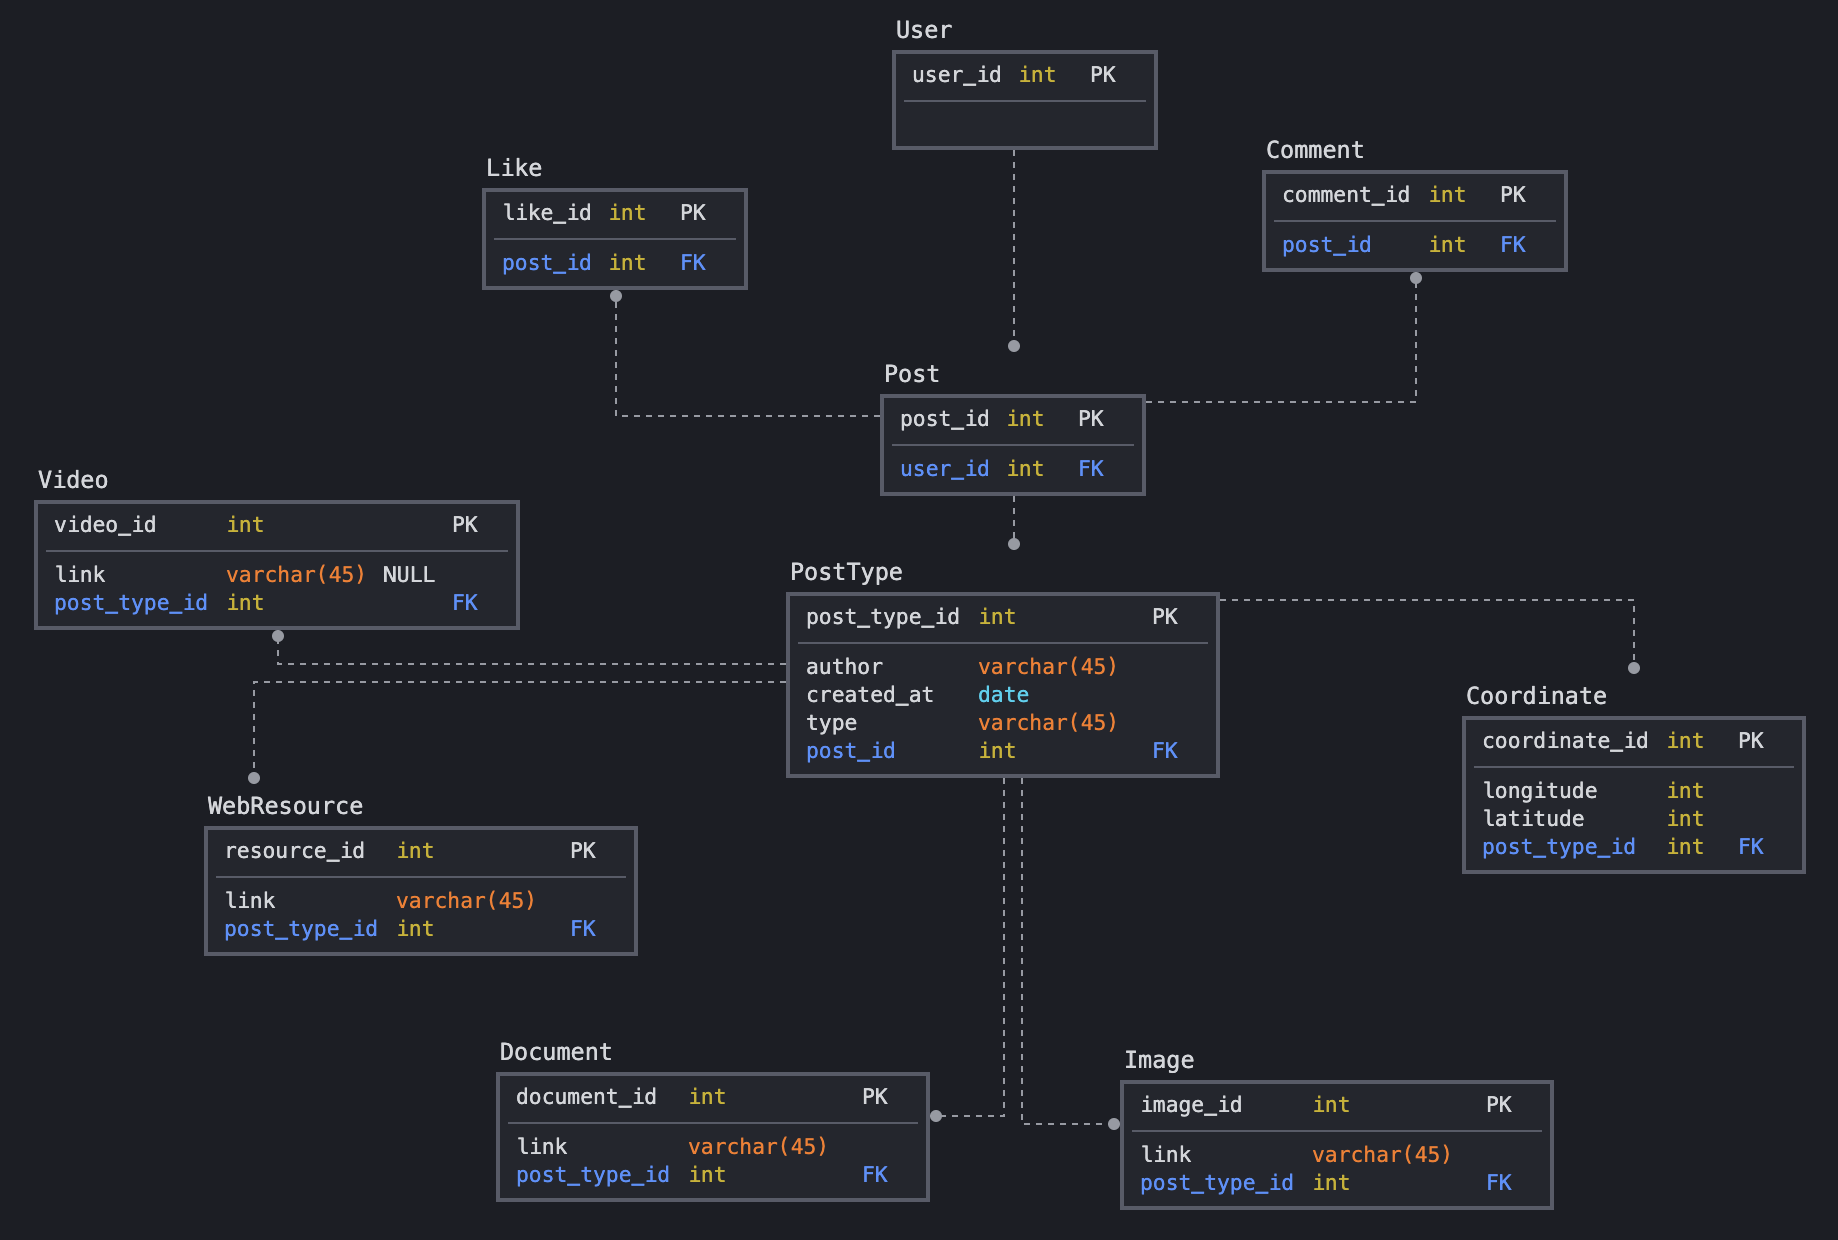 User
user_id int PK
Like
like_id int PK
post_id int FK
Comment
comment_id int PK
post_id int FK
Post
post_id int PK
user_id int FK
Video
video_id int PK
link varchar(45) NULL
post_type_id int FK
PostType
post_type_id int PK
author varchar(45)
created_at date
type varchar(45)
post_id int FK
Coordinate
coordinate_id int PK
longitude int
latitude int
post_type_id int FK
WebResource
resource_id int PK
link varchar(45)
post_type_id int FK
Document
document_id int PK
link varchar(45)
post_type_id int FK
Image
image_id int PK
link varchar(45)
post_type_id int FK